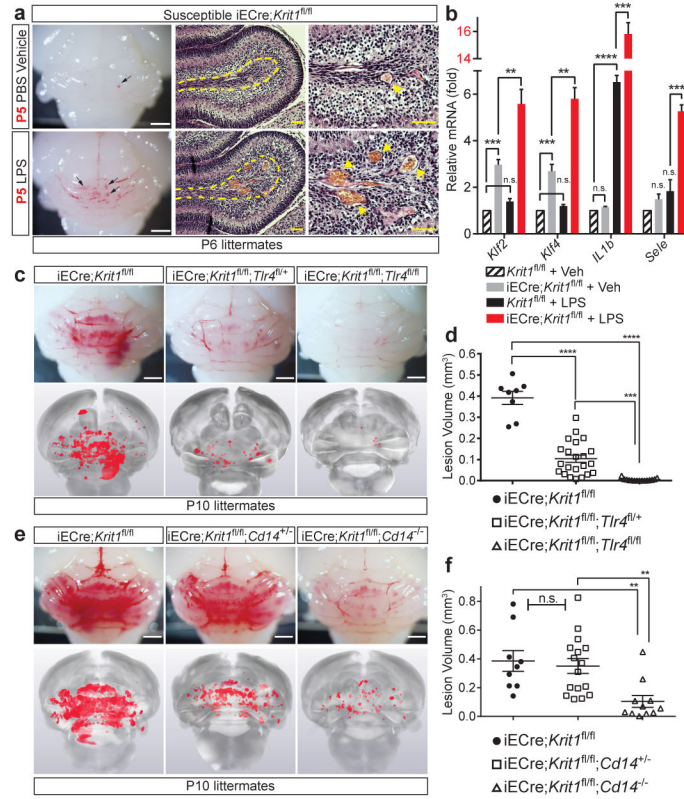 a
Susceptible iECre;Krit1fl/fl
P5 PBS Vehicle
P5 LPS
P6 littermates
b
Relative mRNA (fold)
16
14
10
8
6
4
2
0
***
n.s.
**
***
n.s.
**
n.s.
****
***
n.s.
***
Klf2
Klf4
IL1b
Sele
Krit1fl/fl + Veh
iECre;Krit1fl/fl + Veh
Krit1fl/fl + LPS
iECre;Krit1fl/fl + LPS
c
iECre;Krit1fl/fl
iECre;Krit1fl/fl;Tlr4fl/+
iECre;Krit1fl/fl;Tlr4fl/fl
P10 littermates
d
Lesion Volume (mm3)
0.6
0.5
0.4
0.3
0.2
0.1
0.0
****
****
***
iECre;Krit1fl/fl
iECre;Krit1fl/fl;Tlr4fl/+
iECre;Krit1fl/fl;Tlr4fl/fl
e
iECre;Krit1fl/fl
iECre;Krit1fl/fl;Cd14+/-
iECre;Krit1fl/fl;Cd14-/-
P10 littermates
f
Lesion Volume (mm3)
1.0
0.8
0.6
0.4
0.2
0.0
n.s.
**
**
iECre;Krit1fl/fl
iECre;Krit1fl/fl;Cd14+/-
iECre;Krit1fl/fl;Cd14-/-